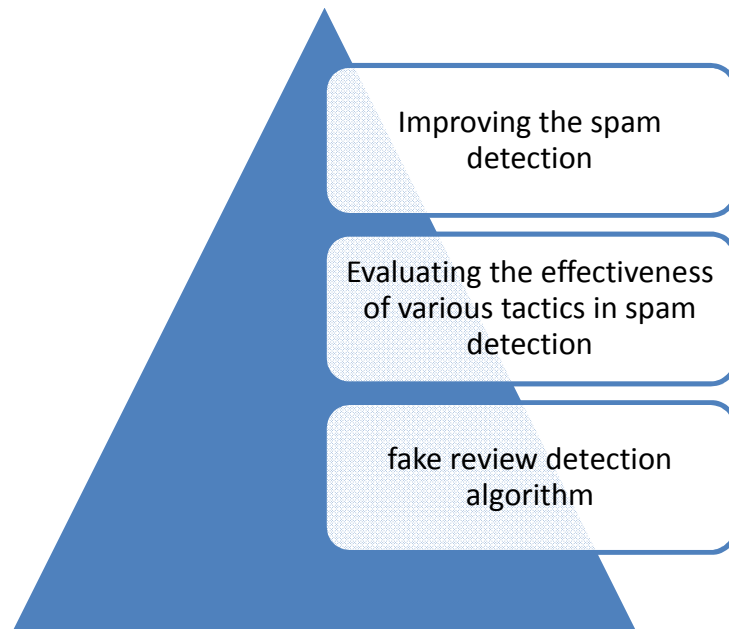 Improving the spam
detection
Evaluating the effectiveness
of various tactics in spam
detection
fake review detection
algorithm